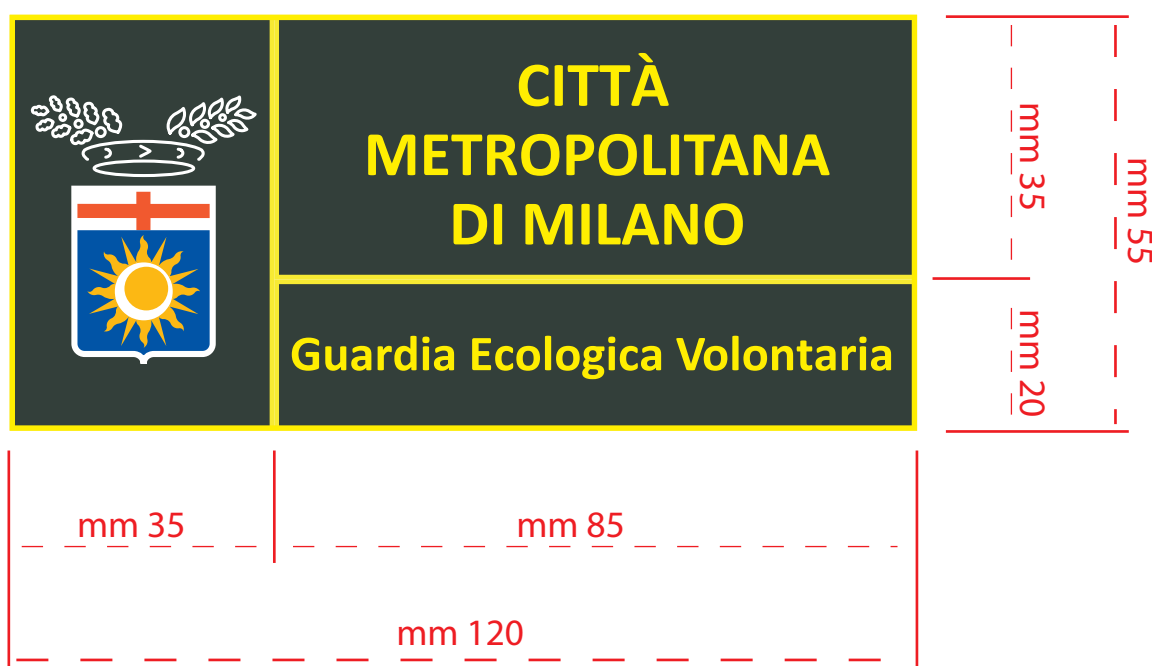 CITTÀ
METROPOLITANA
DI MILANO
Guardia Ecologica Volontaria
mm 35
mm 55
mm 20
mm 35
mm 85
mm 120